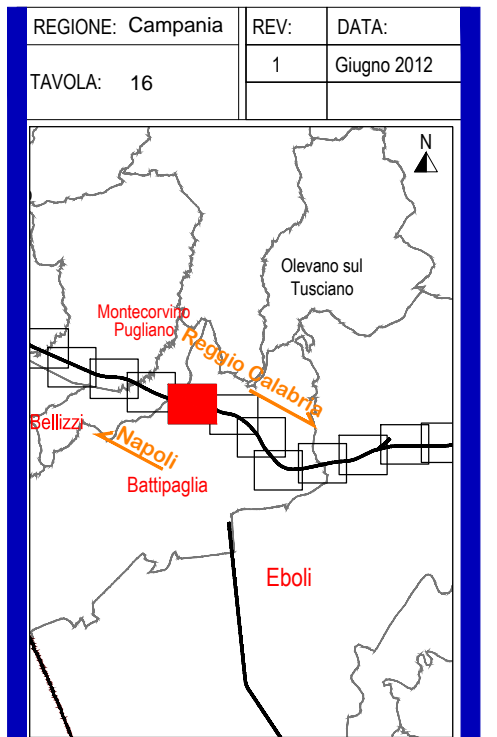 REGIONE: Campania
REV:
DATA:
TAVOLA: 16
1
Giugno 2012
N
Olevano sul
Tusciano
Montecorvino
Pugliano
Reggio Calabria
Bellizzi
Napoli
Battipaglia
Eboli